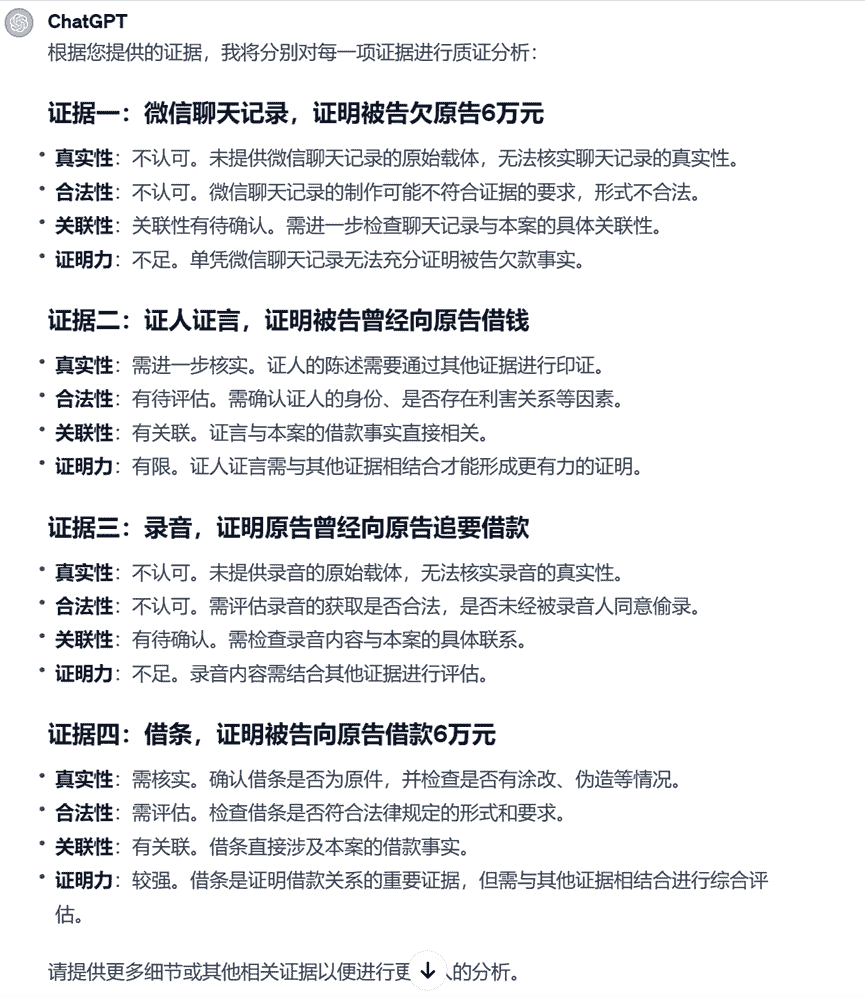 ChatGPT
根据您提供的证据，我将分别对每一项证据进行质证分析：
证据一：微信聊天记录，证明被告欠原告6万元
• 真实性：不认可。未提供微信聊天记录的原始载体，无法核实聊天记录的真实性。
• 合法性：不认可。微信聊天记录的制作可能不符合证据的要求，形式不合法。
• 关联性：关联性有待确认。需进一步检查聊天记录与本案的具体关联性。
• 证明力：不足。单凭微信聊天记录无法充分证明被告欠款事实。
证据二：证人证言，证明被告曾经向原告借钱
• 真实性：需进一步核实。证人的陈述需要通过其他证据进行印证。
• 合法性：有待评估。需确认证人的身份、是否存在利害关系等因素。
• 关联性：有关联。证言与本案的借款事实直接相关。
• 证明力：有限。证人证言需与其他证据相结合才能形成更有力的证明。
证据三：录音，证明原告曾经向原告追要借款
• 真实性：不认可。未提供录音的原始载体，无法核实录音的真实性。
• 合法性：不认可。需评估录音的获取是否合法，是否未经被录音人同意偷录。
• 关联性：有待确认。需检查录音内容与本案的具体联系。
• 证明力：不足。录音内容需结合其他证据进行评估。
证据四：借条，证明被告向原告借款6万元
• 真实性：需核实。确认借条是否为原件，并检查是否有涂改、伪造等情况。
• 合法性：需评估。检查借条是否符合法律规定的形式和要求。
• 关联性：有关联。借条直接涉及本案的借款事实。
• 证明力：较强。借条是证明借款关系的重要证据，但需与其他证据相结合进行综合评
估。
请提供更多细节或其他相关证据以便进行更 的分析。